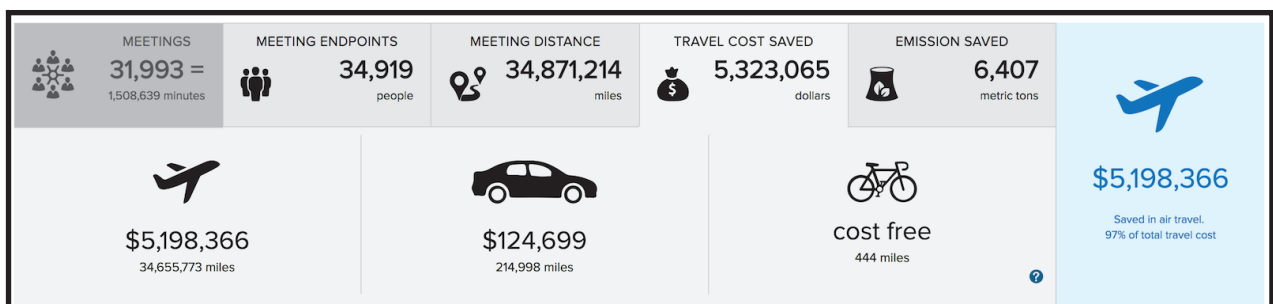 MEETINGS
31,993 =
1,508,639 minutes
MEETING ENDPOINTS
34,919
people
MEETING DISTANCE
34,871,214
miles
TRAVEL COST SAVED
5,323,065
dollars
$
EMISSION SAVED
6,407
metric tons
$5,198,366
34,655,773 miles
$124,699
214,998 miles
cost free
444 miles
?
$5,198,366
Saved in air travel.
97% of total travel cost